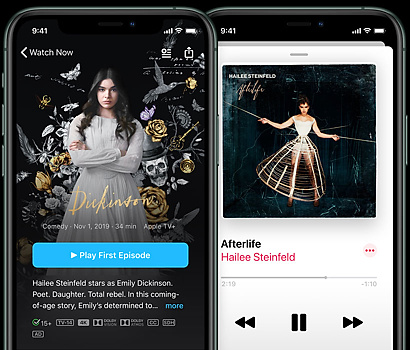 9:41
Watch Now
Dickinson
Comedy · Nov 1, 2019 · 34 min Apple TV+
▶ Play First Episode
Hailee Steinfeld stars as Emily Dickinson.
Poet. Daughter. Total rebel. In this coming-
of-age story, Emily's determined to... more
15+ TV-14 4K DOLBY VISION DOLBY ATMOS CC SDH
AD
9:41
HAILEE STEINFELD
Afterlife
Afterlife
Hailee Steinfeld
2:19 -1:10